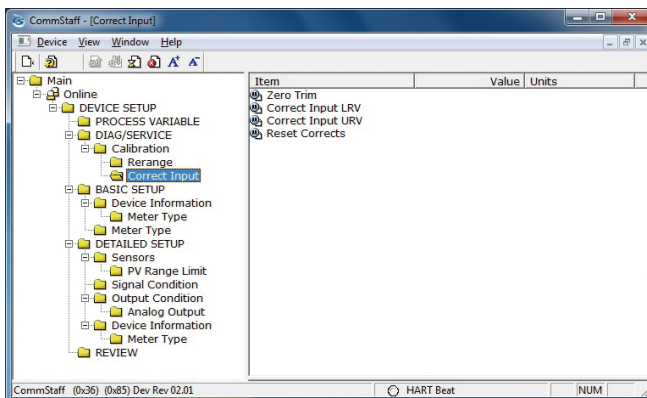 CommStaff - [Correct Input]
Device View Window Help
Item Value Units
Main
Online
DEVICE SETUP
PROCESS VARIABLE
DIAG/SERVICE
Calibration
Rerange
Correct Input
BASIC SETUP
Device Information
Meter Type
Meter Type
DETAILED SETUP
Sensors
PV Range Limit
Signal Condition
Output Condition
Analog Output
Device Information
Meter Type
REVIEW
Zero Trim
Correct Input LRV
Correct Input URV
Reset Corrects
CommStaff (0x36) (0x85) Dev Rev 02.01 HART Beat NUM